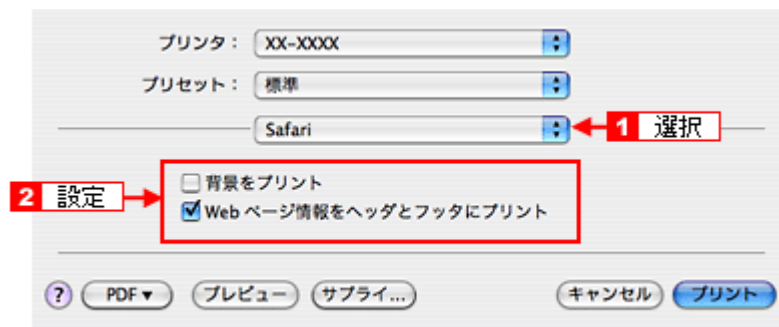 プリンタ： XX-XXXX
プリセット： 標準
Safari
1 選択
2 設定
背景をプリント
Web ページ情報をヘッダとフッタにプリント
? PDF▼ プレビュー サプライ... キャンセル プリント